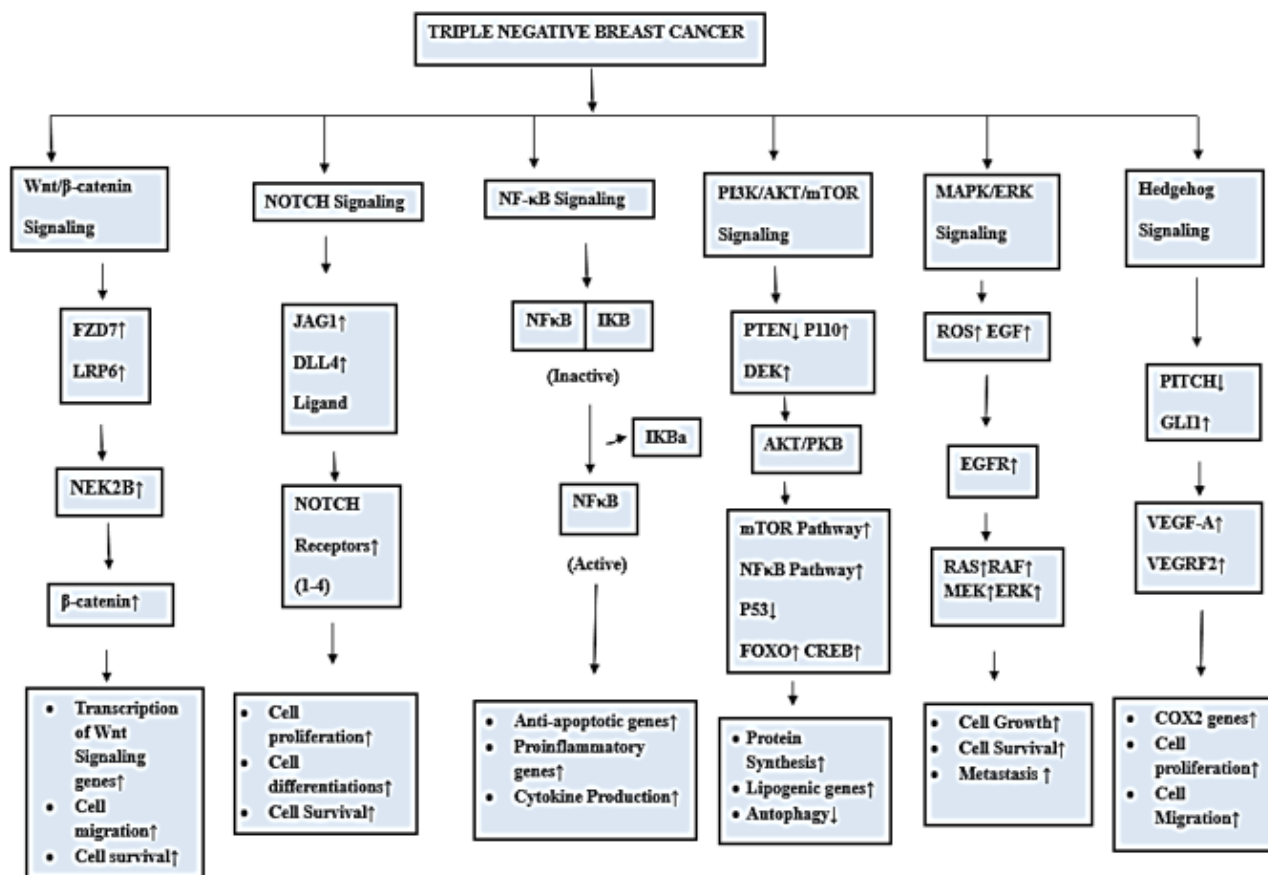 TRIPLE NEGATIVE BREAST CANCER
Wnt/β-catenin
Signaling
FZD7↑
LRP6↑
NEK2B↑
β-catenin↑
• Transcription
of Wnt
Signaling
genes↑
• Cell
migration↑
• Cell survival↑
NOTCH Signaling
JAG1↑
DLL4↑
Ligand
NOTCH
Receptors↑
(1-4)
• Cell
proliferation↑
• Cell
differentiations↑
• Cell Survival↑
NF-κB Signaling
NFκB IKB
(Inactive)
IKBa
NFκB
(Active)
• Anti-apoptotic genes↑
• Proinflammatory
genes↑
• Cytokine Production↑
PI3K/AKT/mTOR
Signaling
PTEN↓ P110↑
DEK↑
AKT/PKB
mTOR Pathway↑
NFκB Pathway↑
P53↓
FOXO↑ CREB↑
• Protein
Synthesis↑
• Lipogenic genes↑
• Autophagy↓
MAPK/ERK
Signaling
ROS↑ EGF↑
EGFR↑
RAS↑RAF↑
MEK↑ERK↑
• Cell Growth↑
• Cell Survival↑
• Metastasis ↑
Hedgehog
Signaling
PITCH↓
GLI1↑
VEGF-A↑
VEGRF2↑
• COX2 genes↑
• Cell
proliferation↑
• Cell
Migration↑